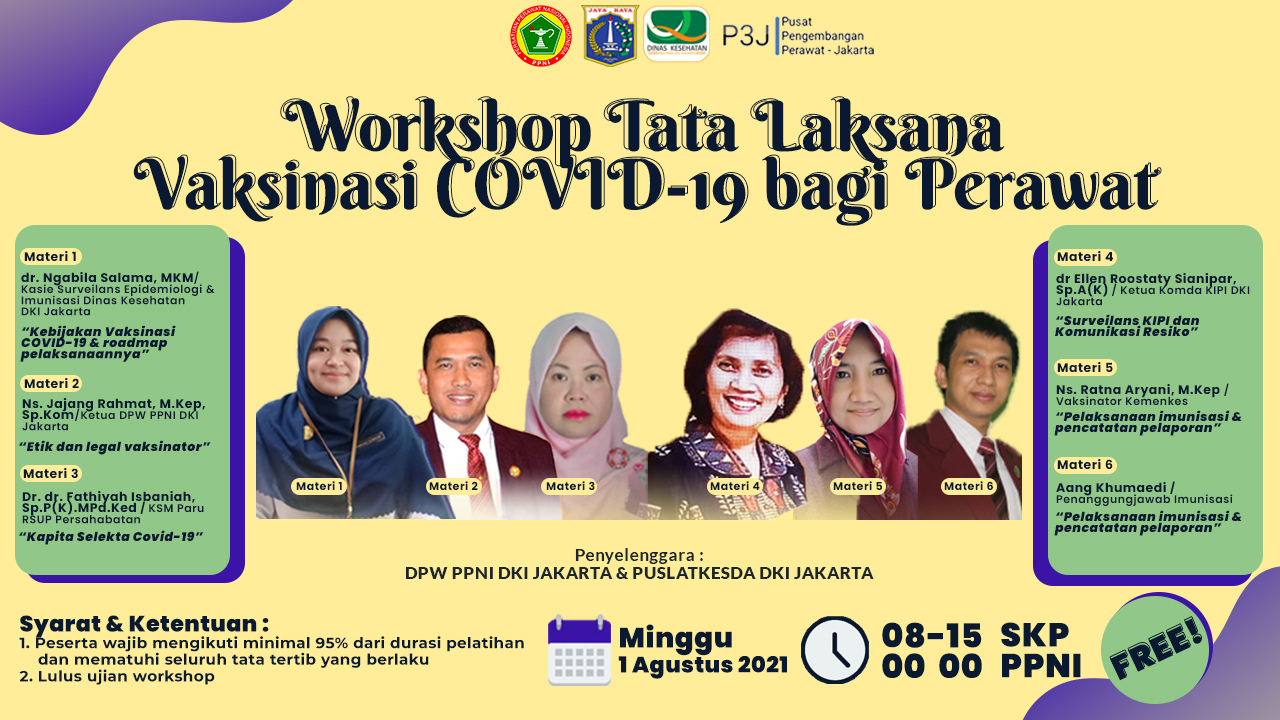 PERSATUAN PERAWAT NASIONAL INDONESIA
PPNI
JAYA RAYA
DINAS KESEHATAN
P3J
Pusat
Pengembangan
Perawat - Jakarta
Workshop Tata Laksana
Vaksinasi COVID-19 bagi Perawat
Materi 1
dr. Ngabila Salama, MKM/
Kasie Surveilans Epidemiologi &
Imunisasi Dinas Kesehatan
DKI Jakarta
“Kebijakan Vaksinasi
COVID-19 & roadmap
pelaksanaannya”
Materi 2
Ns. Jajang Rahmat, M.Kep,
Sp.Kom/Ketua DPW PPNI DKI
Jakarta
“Etik dan legal vaksinator”
Materi 3
Dr. dr. Fathiyah Isbaniah,
Sp.P(K).MPd.Ked / KSM Paru
RSUP Persahabatan
“Kapita Selekta Covid-19”
Materi 1
Materi 2
Materi 3
Materi 4
Materi 5
Materi 6
Materi 4
dr Ellen Roostaty Sianipar,
Sp.A(K) / Ketua Komda KIPI DKI
Jakarta
“Surveilans KIPI dan
Komunikasi Resiko”
Materi 5
Ns. Ratna Aryani, M.Kep /
Vaksinator Kemenkes
“Pelaksanaan imunisasi &
pencatatan pelaporan”
Materi 6
Aang Khumaedi /
Penanggungjawab Imunisasi
“Pelaksanaan imunisasi &
pencatatan pelaporan”
Penyelenggara :
DPW PPNI DKI JAKARTA & PUSLATKESDA DKI JAKARTA
Syarat & Ketentuan :
1. Peserta wajib mengikuti minimal 95% dari durasi pelatihan
dan mematuhi seluruh tata tertib yang berlaku
2. Lulus ujian workshop
Minggu
1 Agustus 2021
08-15
00 00
SKP
PPNI
FREE!